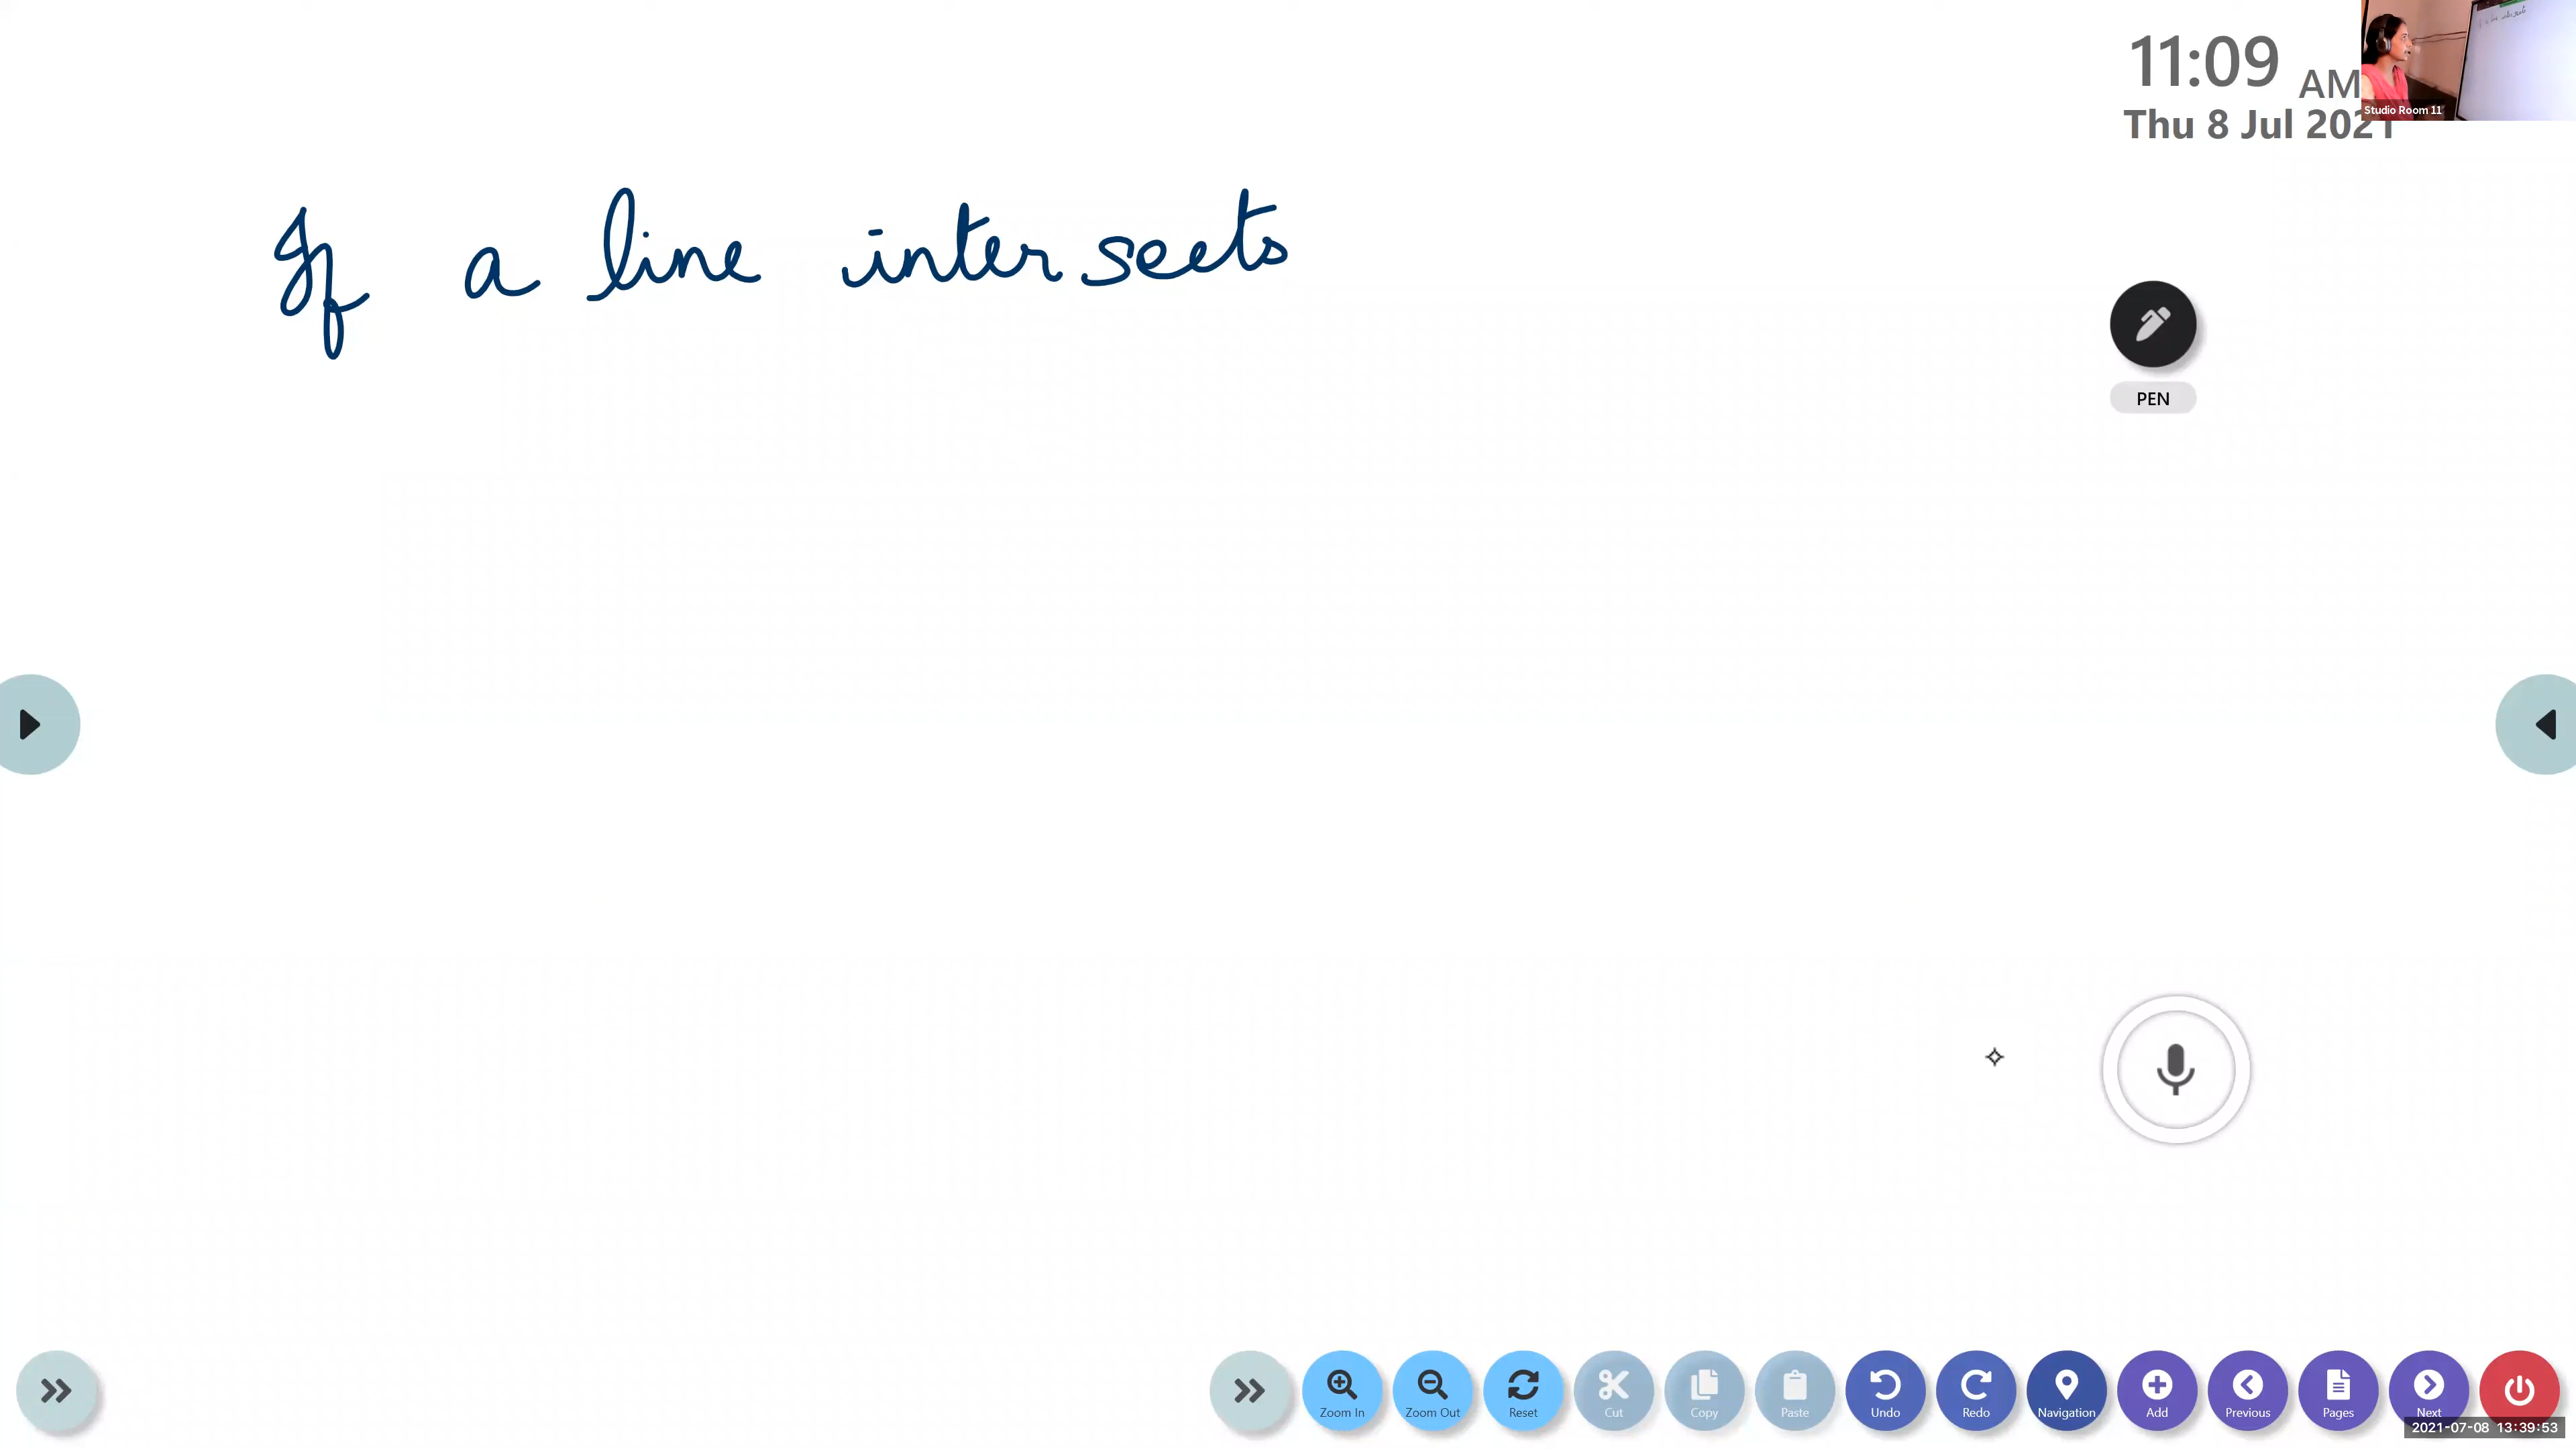 11:09 AM
Thu 8 Jul 2021
Studio Room 11
If a line intersects
PEN
Zoom In Zoom Out Reset Cut Copy Paste Undo Redo Navigation Add Previous Pages Next
2021-07-08 13:39:53